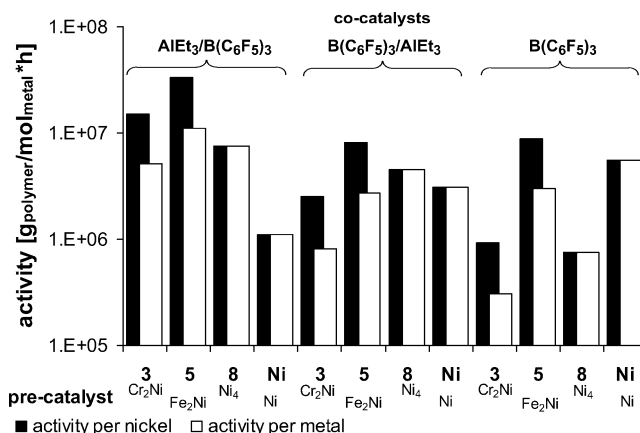 co-catalysts
AlEt₃/B(C₆F₅)₃ B(C₆F₅)₃/AlEt₃ B(C₆F₅)₃
activity [gpolymer/molmetal*h]
1.E+08
1.E+07
1.E+06
1.E+05
3 5 8 Ni 3 5 8 Ni 3 5 8 Ni
pre-catalyst Cr₂Ni Fe₂Ni Ni₄ Ni Cr₂Ni Fe₂Ni Ni₄ Ni Cr₂Ni Fe₂Ni Ni₄ Ni
activity per nickel activity per metal